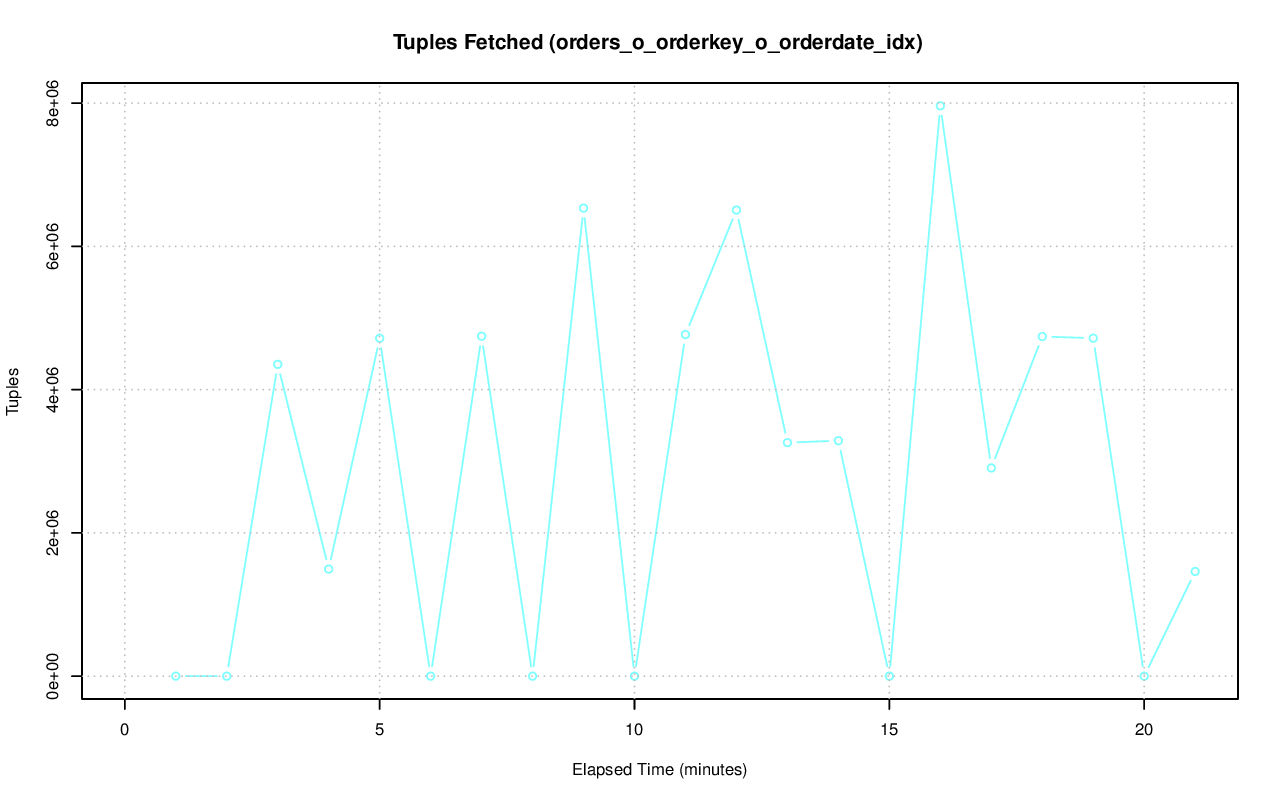 Tuples Fetched (orders_o_orderkey_o_orderdate_idx)
8e+06
6e+06
4e+06
2e+06
0e+00
Tuples
0 5 10 15 20
Elapsed Time (minutes)